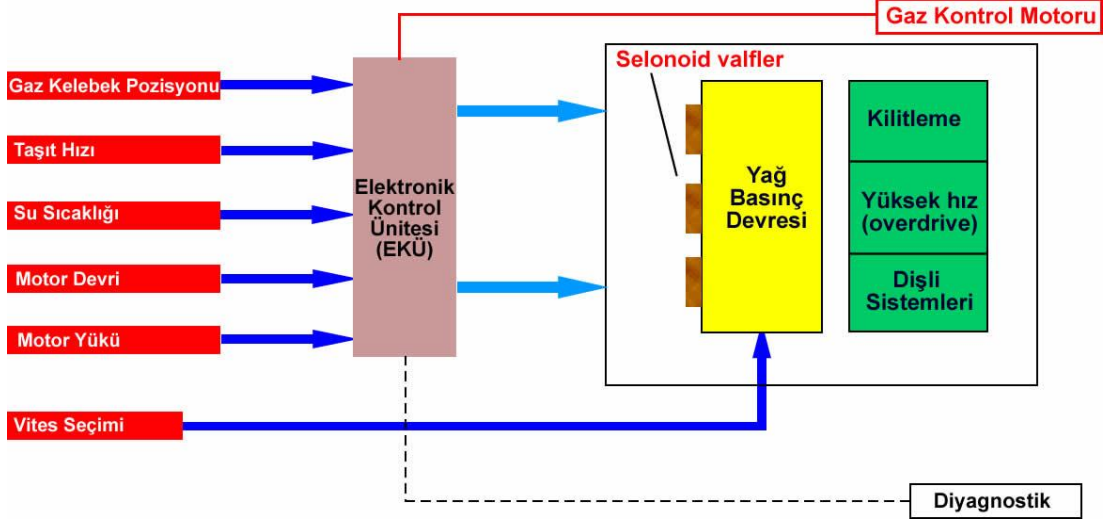 Gaz Kontrol Motoru
Selonoid valfler
Gaz Kelebek Pozisyonu
Taşıt Hızı
Su Sıcaklığı
Motor Devri
Motor Yükü
Vites Seçimi
Elektronik
Kontrol
Ünitesi
(EKÜ)
Yağ
Basınç
Devresi
Kilitleme
Yüksek hız
(overdrive)
Dişli
Sistemleri
Diyagnostik